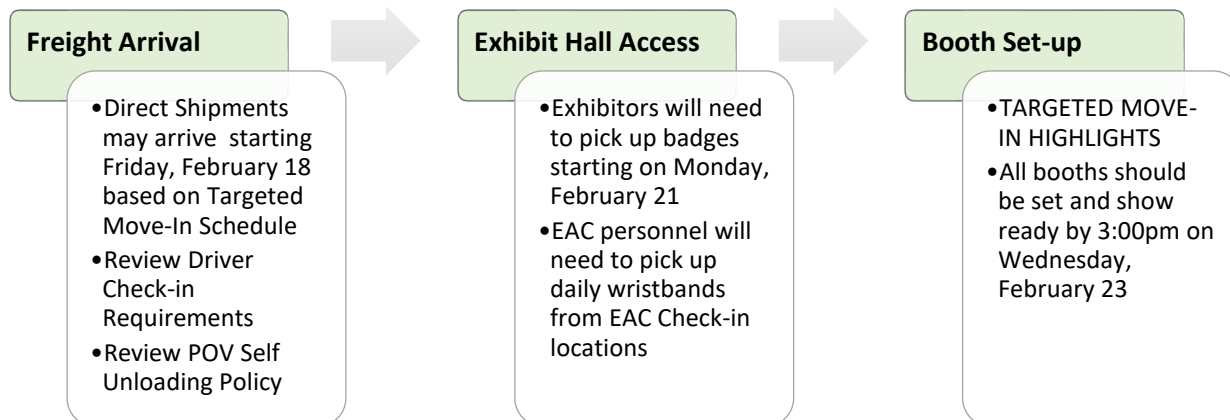 Freight Arrival
•Direct Shipments
may arrive starting
Friday, February 18
based on Targeted
Move-In Schedule
•Review Driver
Check-in
Requirements
•Review POV Self
Unloading Policy
Exhibit Hall Access
•Exhibitors will need
to pick up badges
starting on Monday,
February 21
•EAC personnel will
need to pick up
daily wristbands
from EAC Check-in
locations
Booth Set-up
•TARGETED MOVE-
IN HIGHLIGHTS
•All booths should
be set and show
ready by 3:00pm on
Wednesday,
February 23